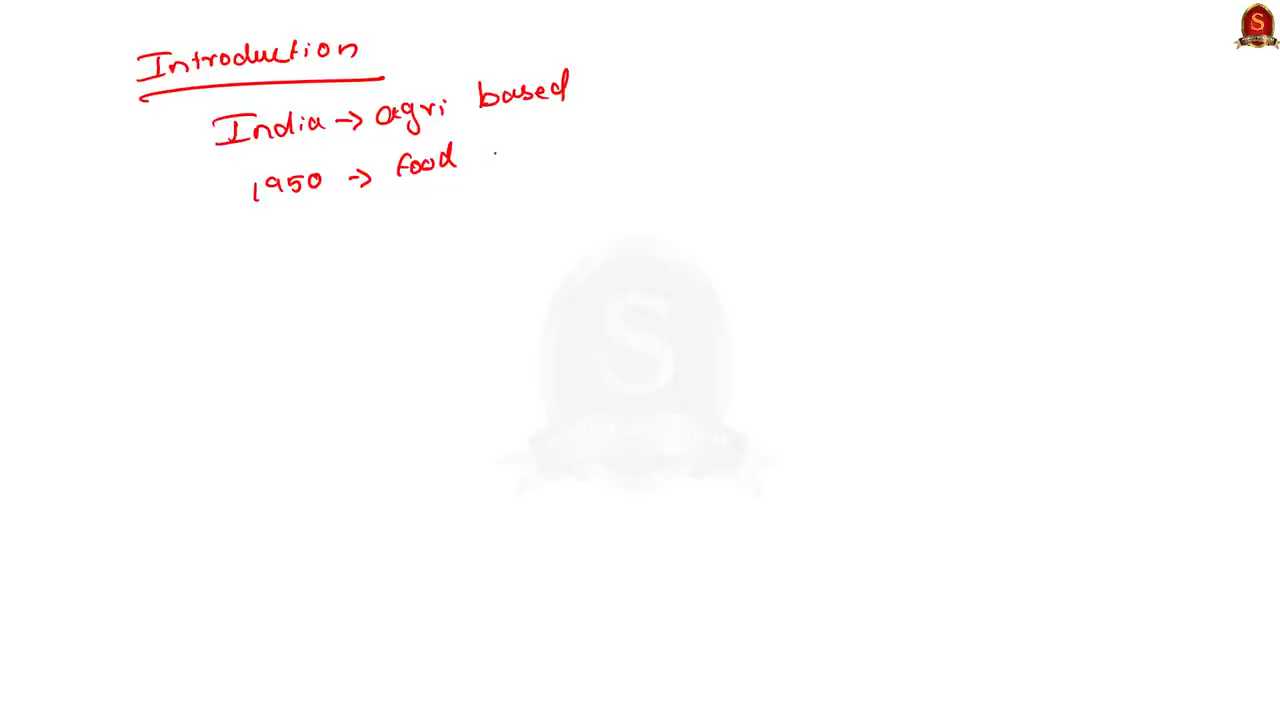 Introduction
India → agri based
1950 → food